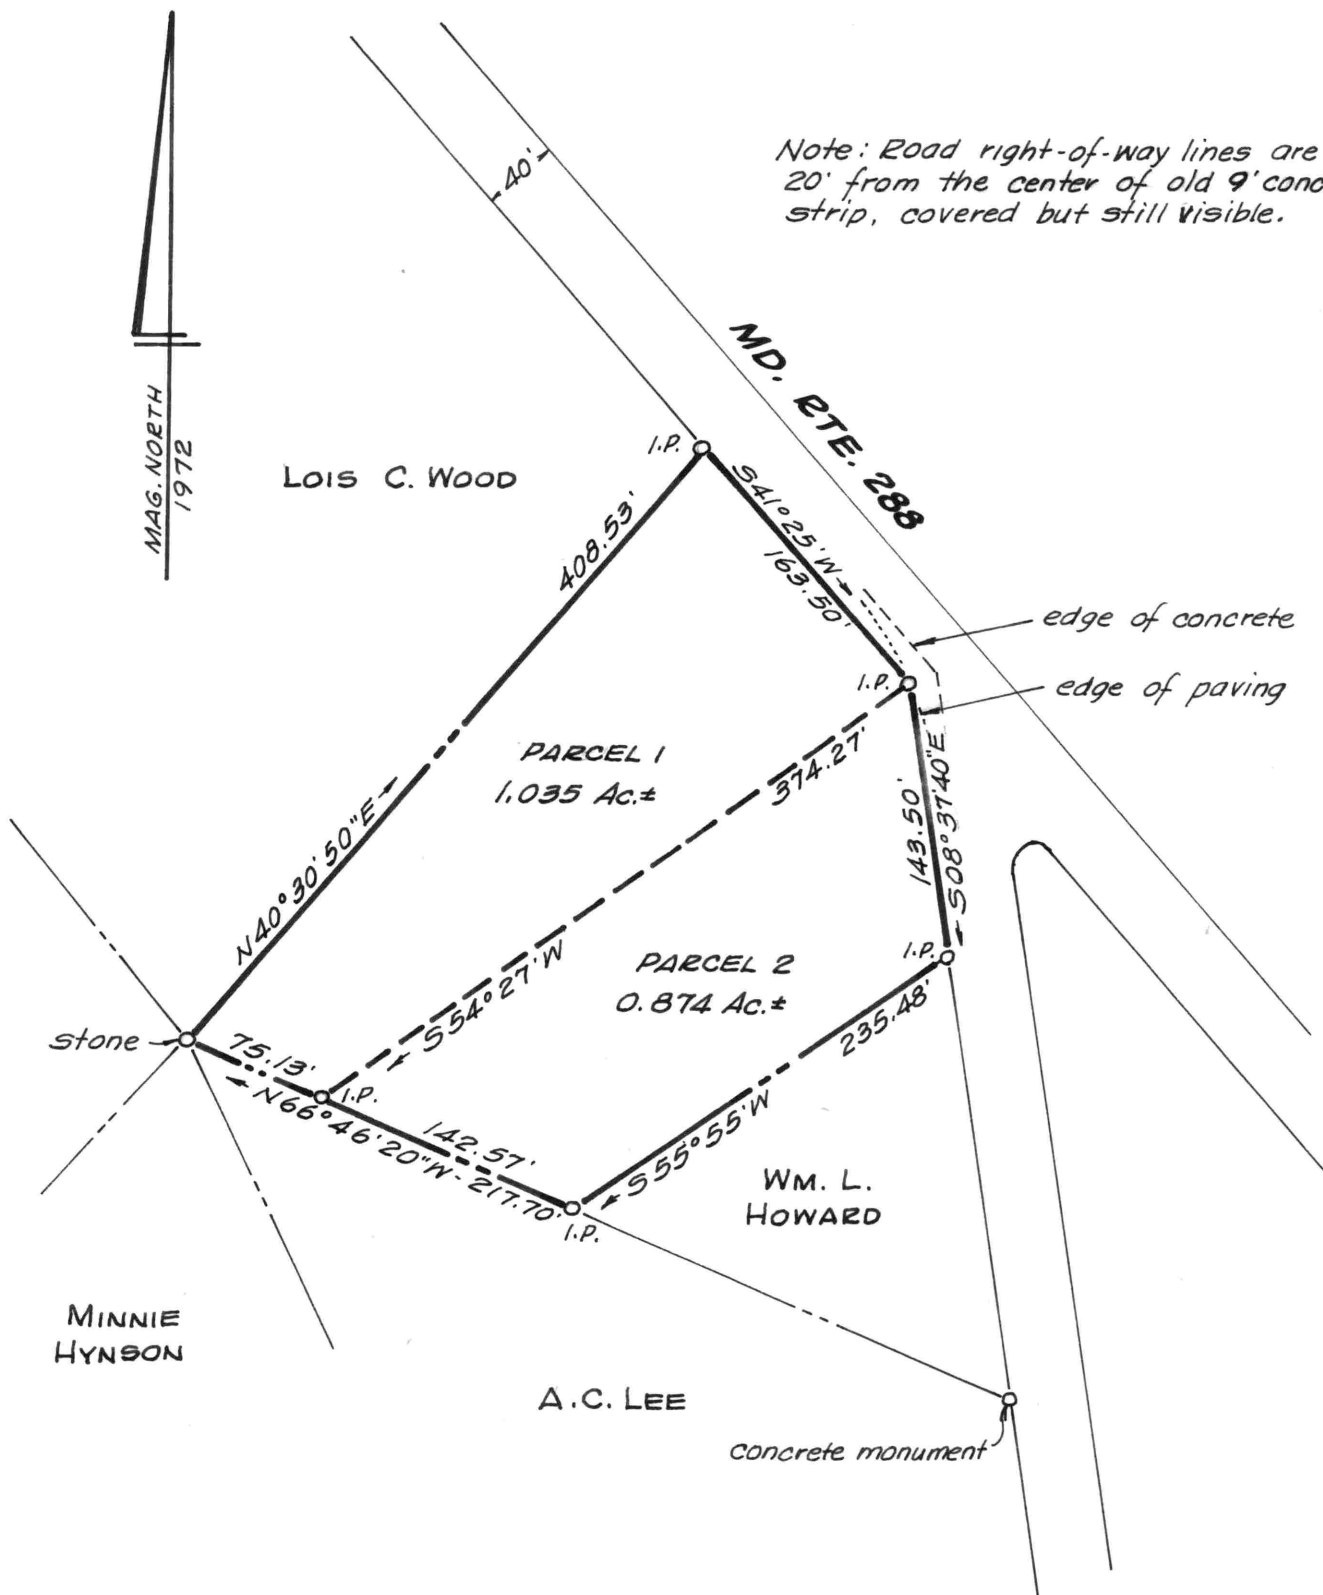 Note: Road right-of-way lines are
20' from the center of old 9' conc
strip, covered but still visible.
40'
MAG. NORTH
1972
MD. RTE. 288
LOIS C. WOOD
I.P.
S41°25'W
163.50'
408.53'
edge of concrete
I.P.
edge of paving
PARCEL 1
1.035 Ac.±
374.27'
N40°30'50"E
143.50'
S08°37'40"E
S54°27'W
PARCEL 2
0.874 Ac.±
I.P.
235.48'
stone
75.13'
I.P.
N66°46'20"W-217.70'
142.57'
S55°55'W
I.P.
WM. L.
HOWARD
MINNIE
HYNSON
A.C. LEE
concrete monument